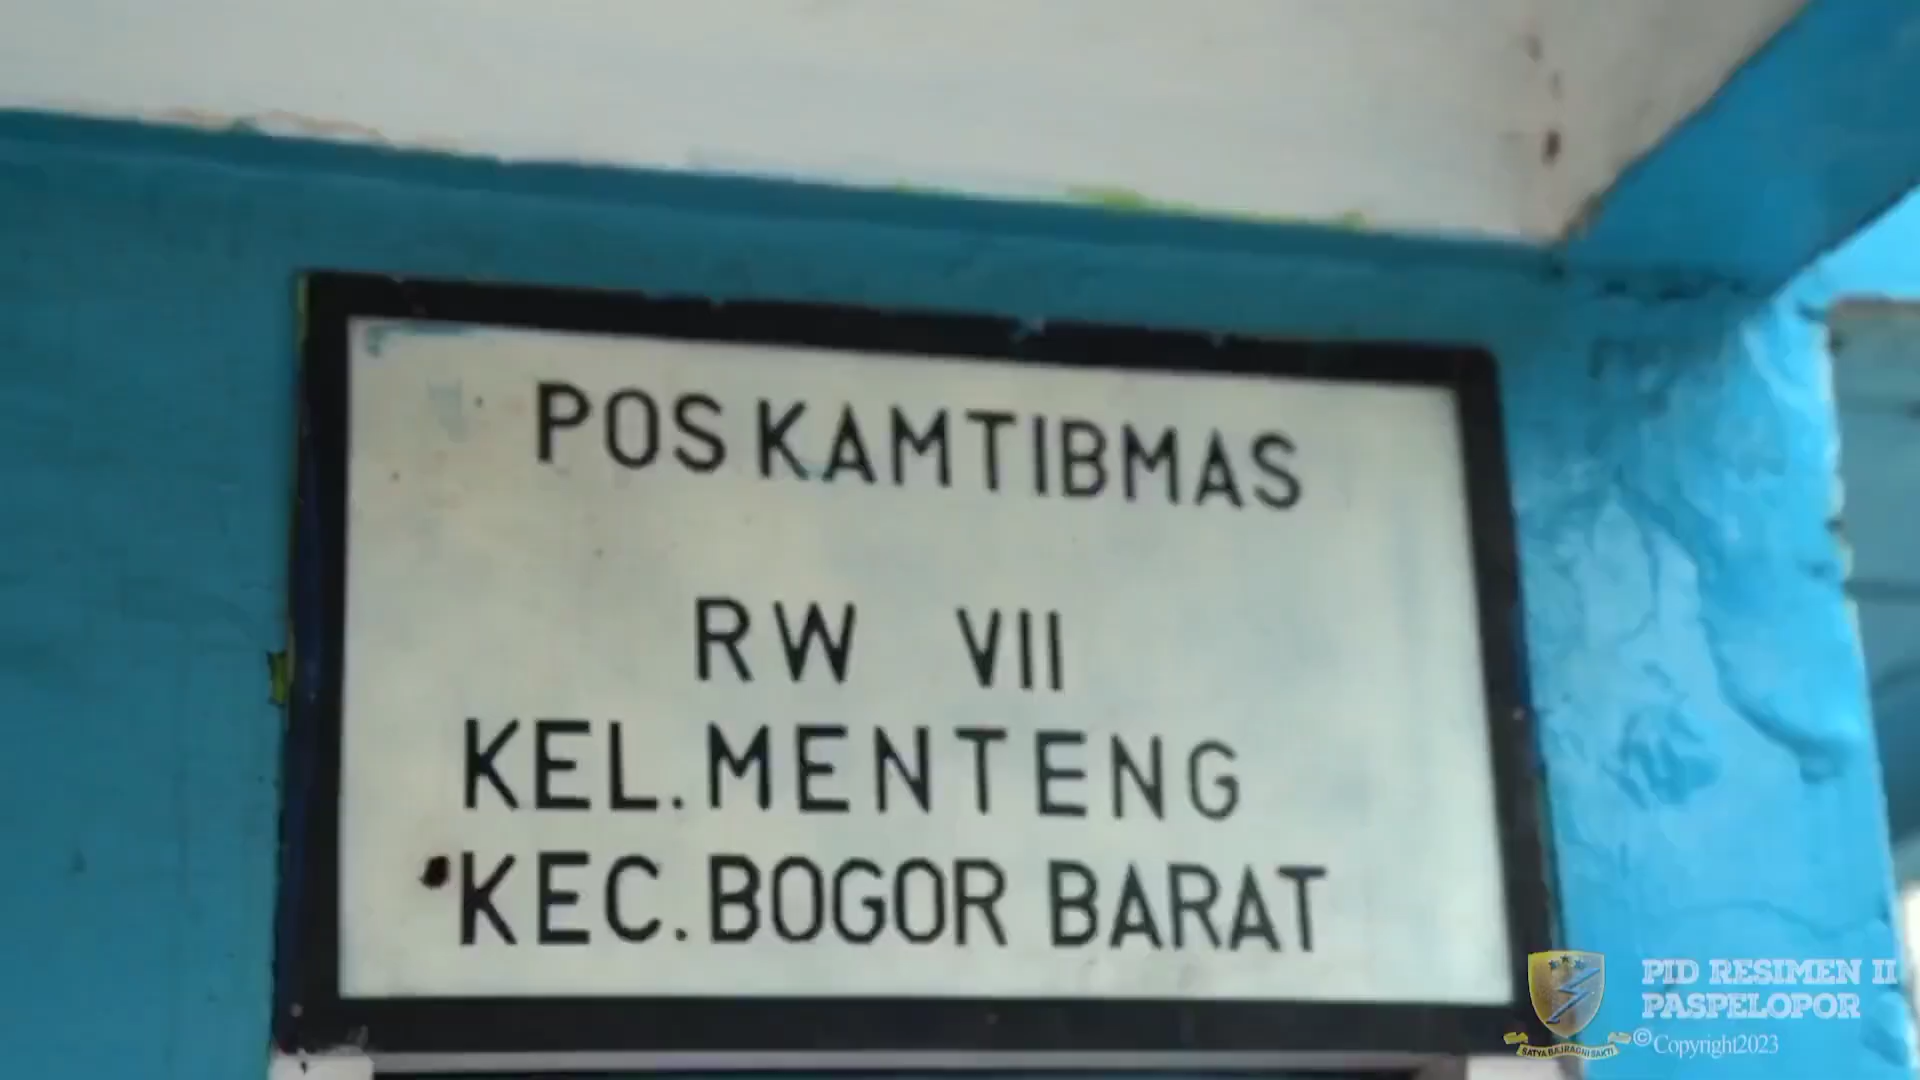 POS KAMTIBMAS
RW VII
KEL. MENTENG
KEC. BOGOR BARAT
PID RESIMEN II
PASPELOPOR
©Copyright2023
SATYA BAJRAGNI SAKTI